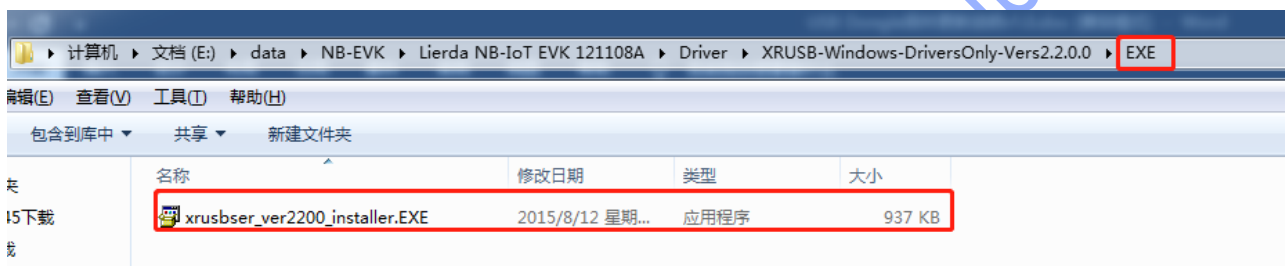 计算机 ▸ 文档 (E:) ▸ data ▸ NB-EVK ▸ Lierda NB-IoT EVK 121108A ▸ Driver ▸ XRUSB-Windows-DriversOnly-Vers2.2.0.0 ▸ EXE
编辑(E) 查看(V) 工具(T) 帮助(H)
包含到库中 共享 新建文件夹
名称 修改日期 类型 大小
夹
45下载 xrusbser_ver2200_installer.EXE 2015/8/12 星期... 应用程序 937 KB